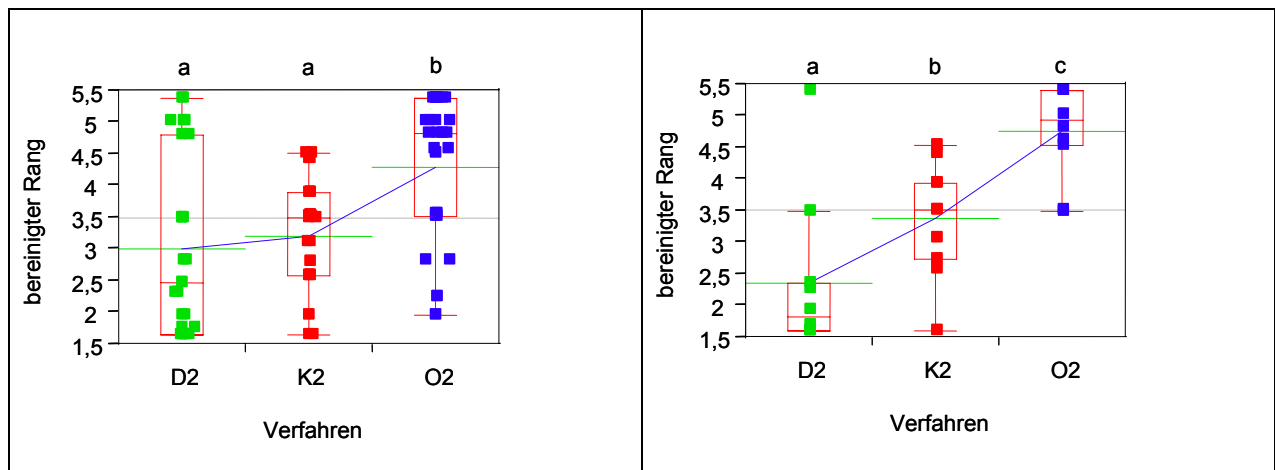 a a b
bereinigter Rang
5,5
5
4,5
4
3,5
3
2,5
2
1,5
D2 K2 O2
Verfahren
a b c
bereinigter Rang
5,5
5
4,5
4
3,5
3
2,5
2
1,5
D2 K2 O2
Verfahren